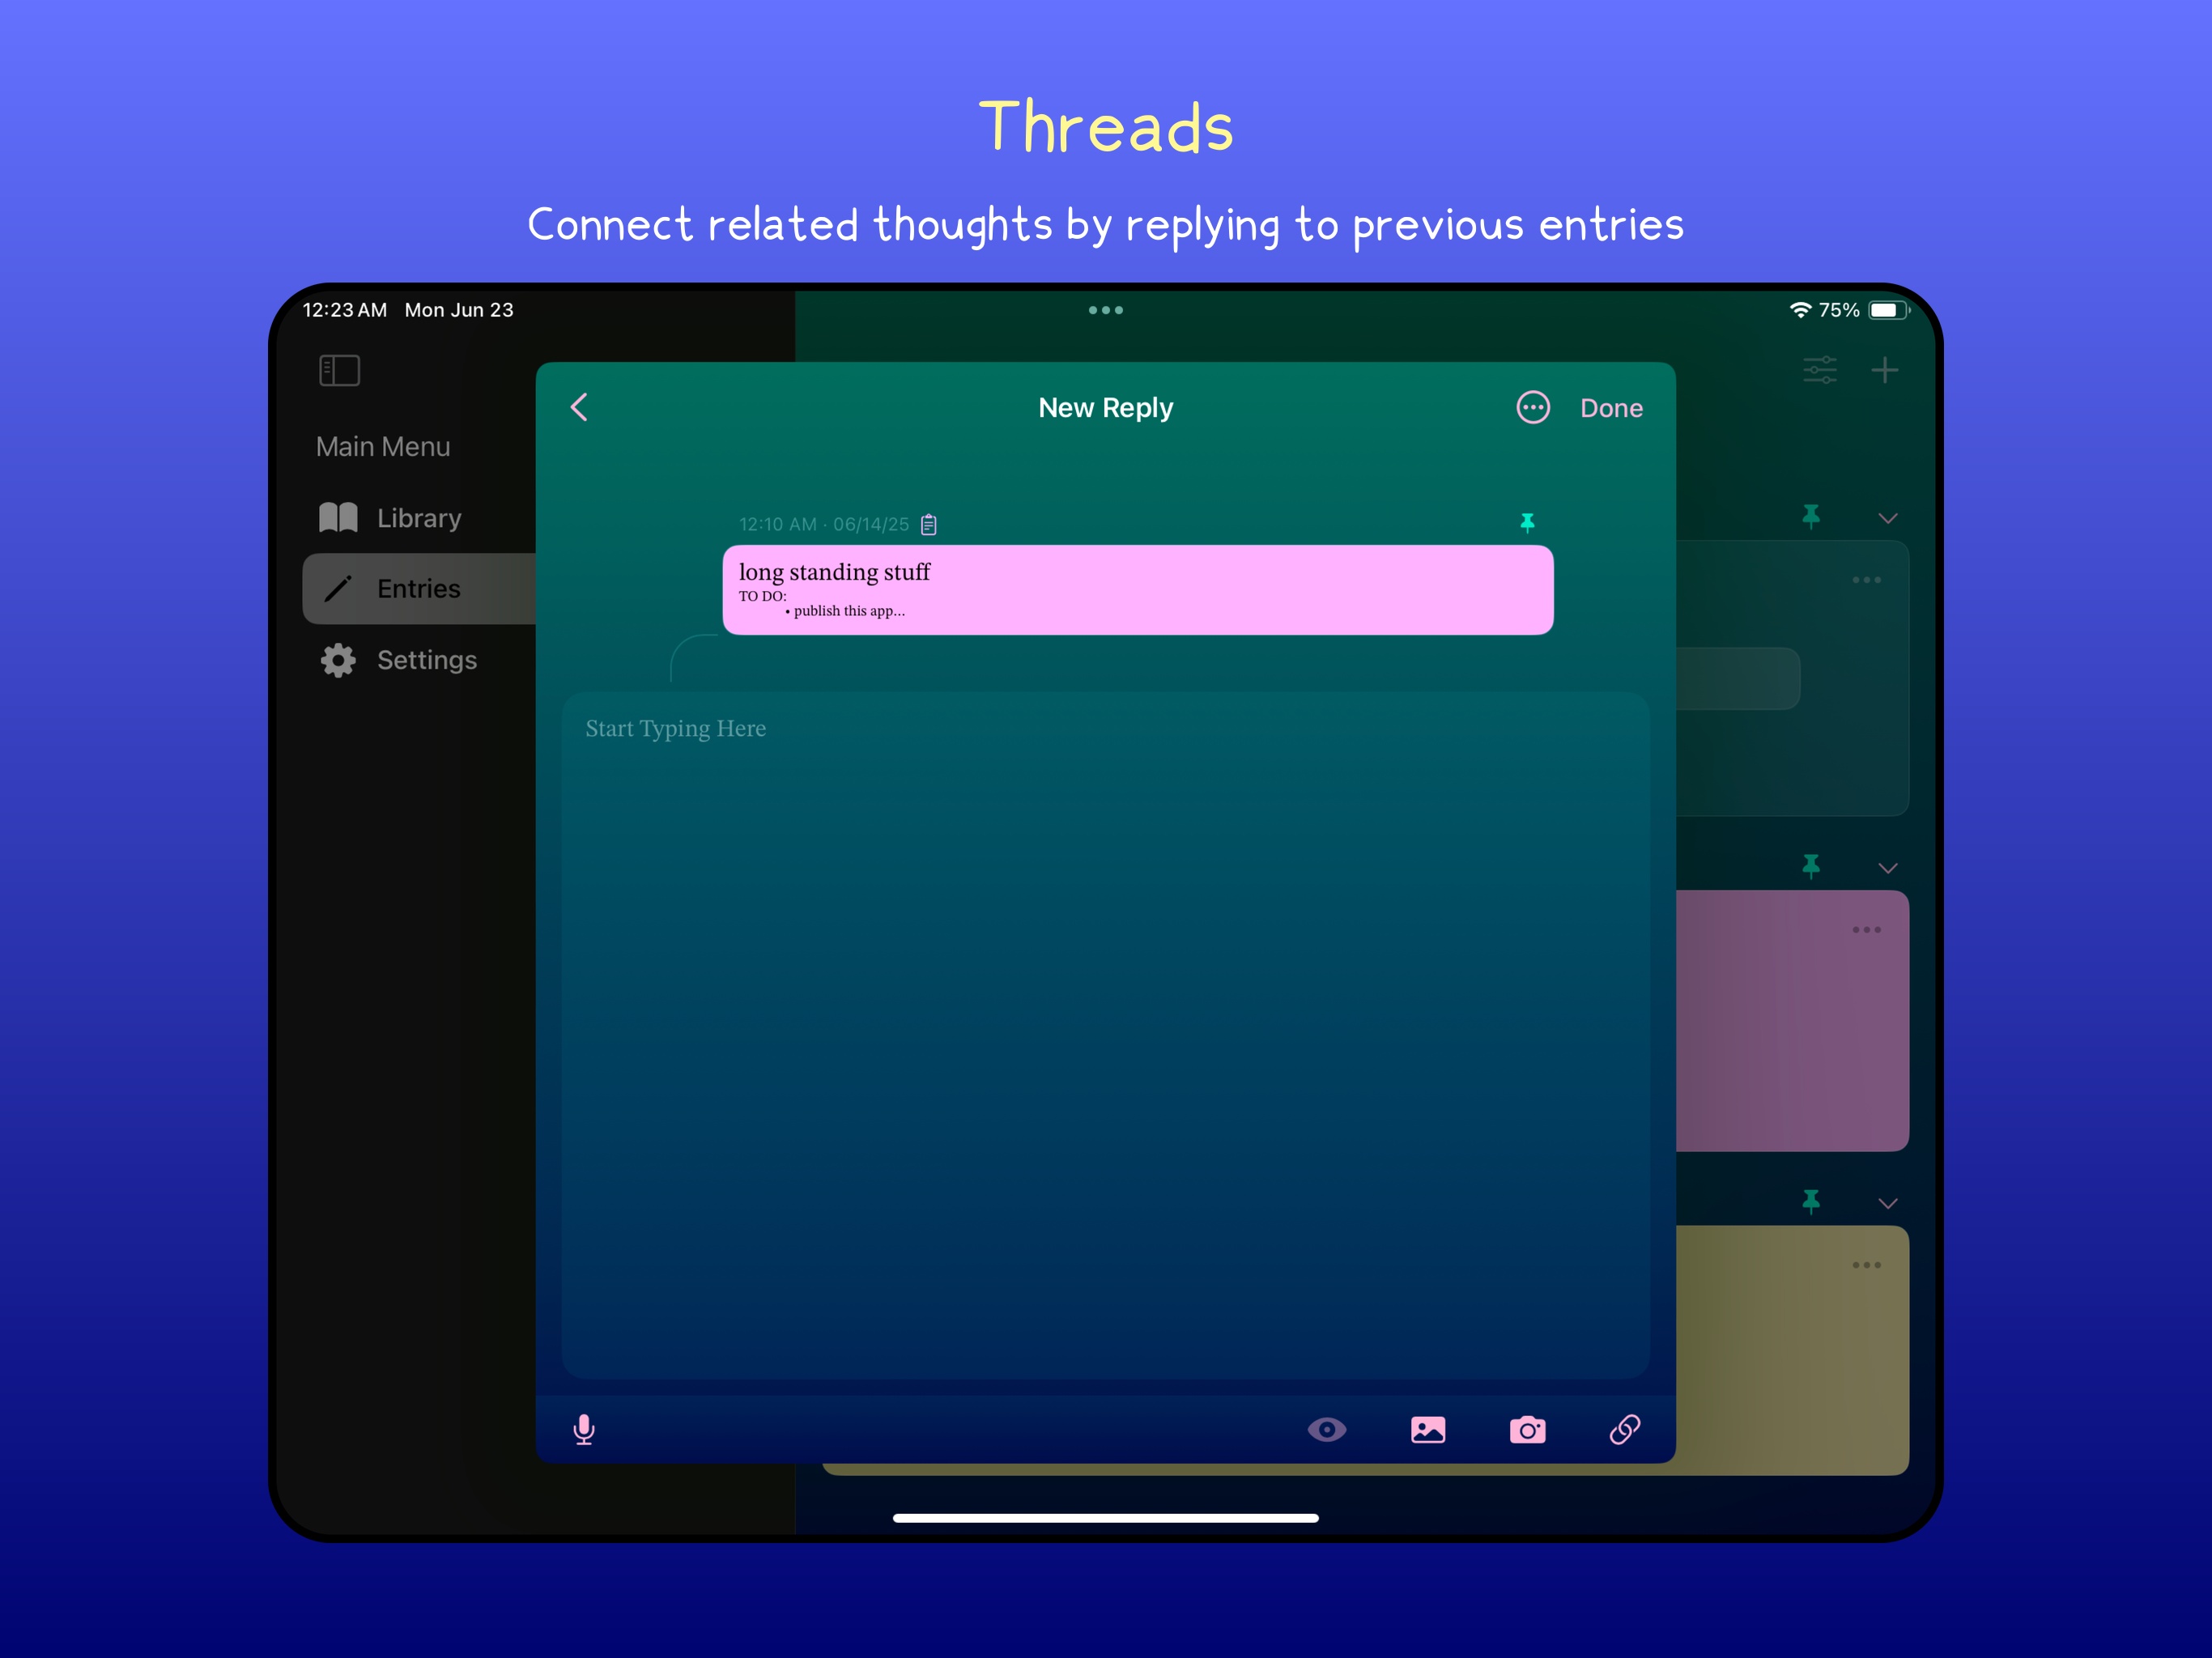 Threads
Connect related thoughts by replying to previous entries
12:23 AM Mon Jun 23
75%
Main Menu
Library
Entries
Settings
New Reply
Done
12:10 AM · 06/14/25
long standing stuff
TO DO:
• publish this app...
Start Typing Here